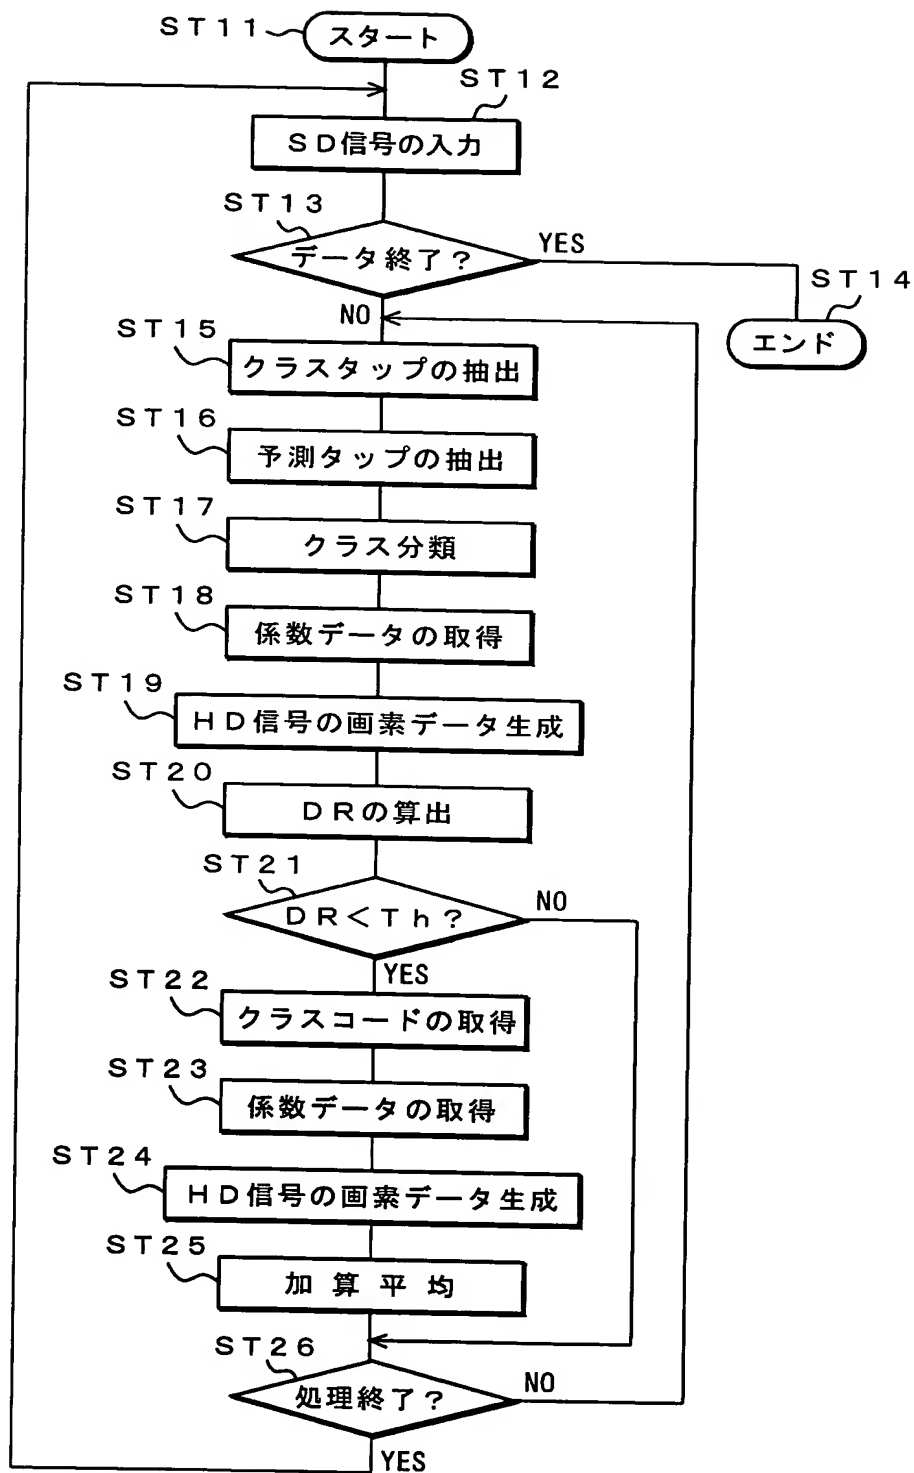 ST11
スタート
ST12
SD信号の入力
ST13
データ終了?
YES
ST14
エンド
NO
ST15
クラスタップの抽出
ST16
予測タップの抽出
ST17
クラス分類
ST18
係数データの取得
ST19
HD信号の画素データ生成
ST20
DRの算出
ST21
DR<Th?
NO
YES
ST22
クラスコードの取得
ST23
係数データの取得
ST24
HD信号の画素データ生成
ST25
加算平均
ST26
処理終了?
NO
YES